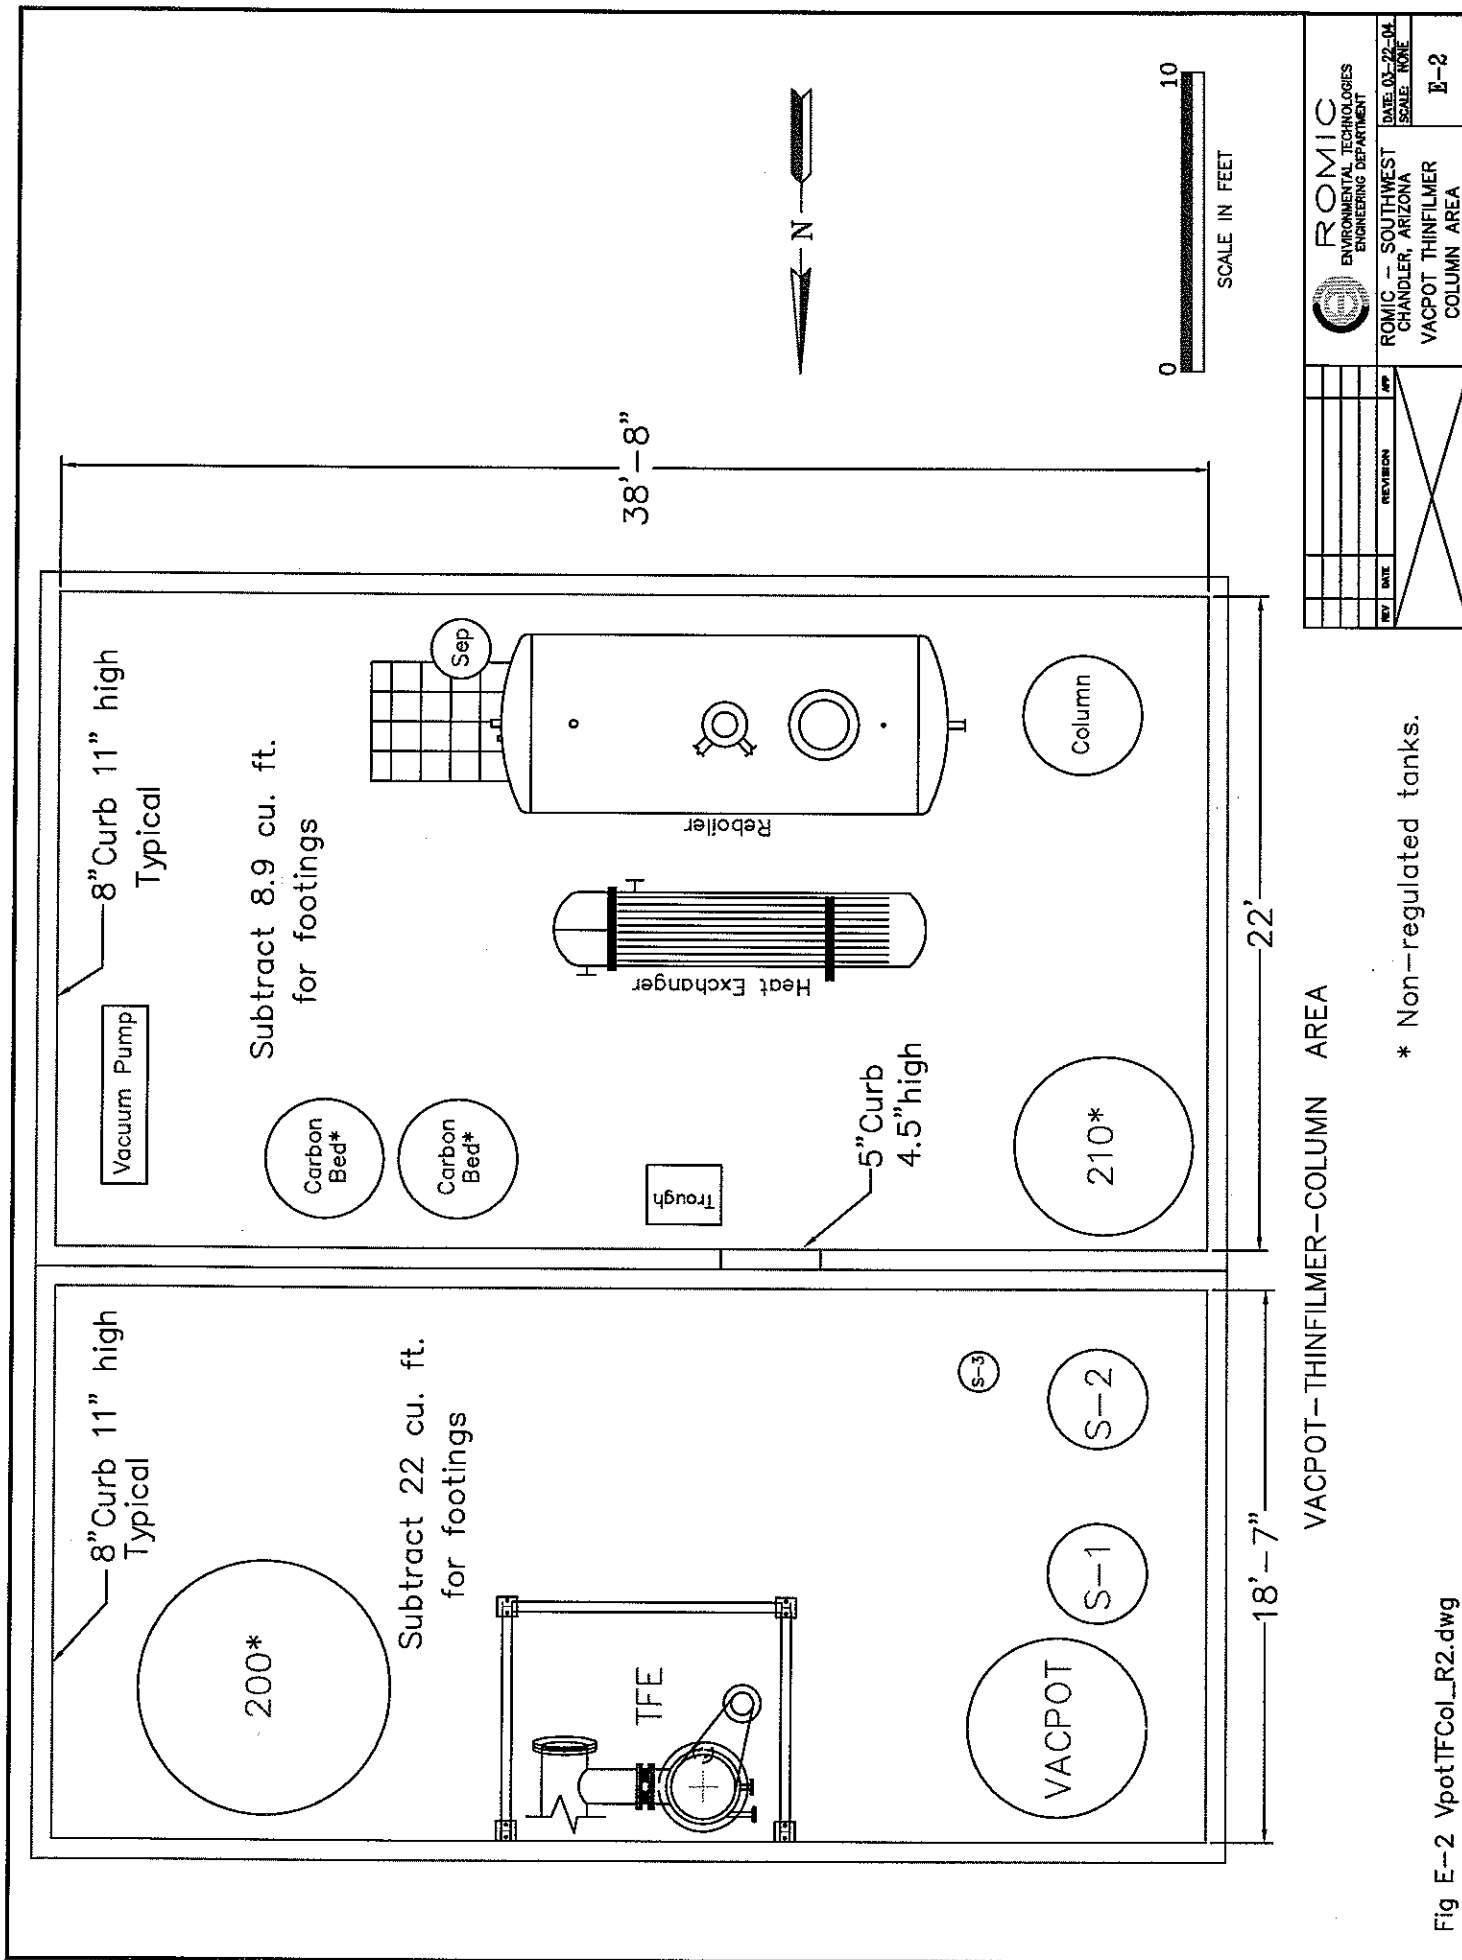 8"Curb 11" high
Typical
200*
Subtract 22 cu. ft.
for footings
TFE
VACPOT
S-1
S-2
S-3
18'-7"
8"Curb 11" high
Typical
Vacuum Pump
Subtract 8.9 cu. ft.
for footings
Carbon
Bed*
Carbon
Bed*
Trough
5"Curb
4.5"high
210*
Heat Exchanger
Reboiler
Sep
Column
22'
38'-8"
N
0
10
SCALE IN FEET
VACPOT-THINFILMER-COLUMN AREA
* Non-regulated tanks.
Fig E-2 VpotTFCol_R2.dwg
REV DATE REVISION APP
ROMIC
ENVIRONMENTAL TECHNOLOGIES
ENGINEERING DEPARTMENT
ROMIC - SOUTHWEST
CHANDLER, ARIZONA
VACPOT THINFILMER
COLUMN AREA
DATE: 03-22-04
SCALE: NONE
E-2